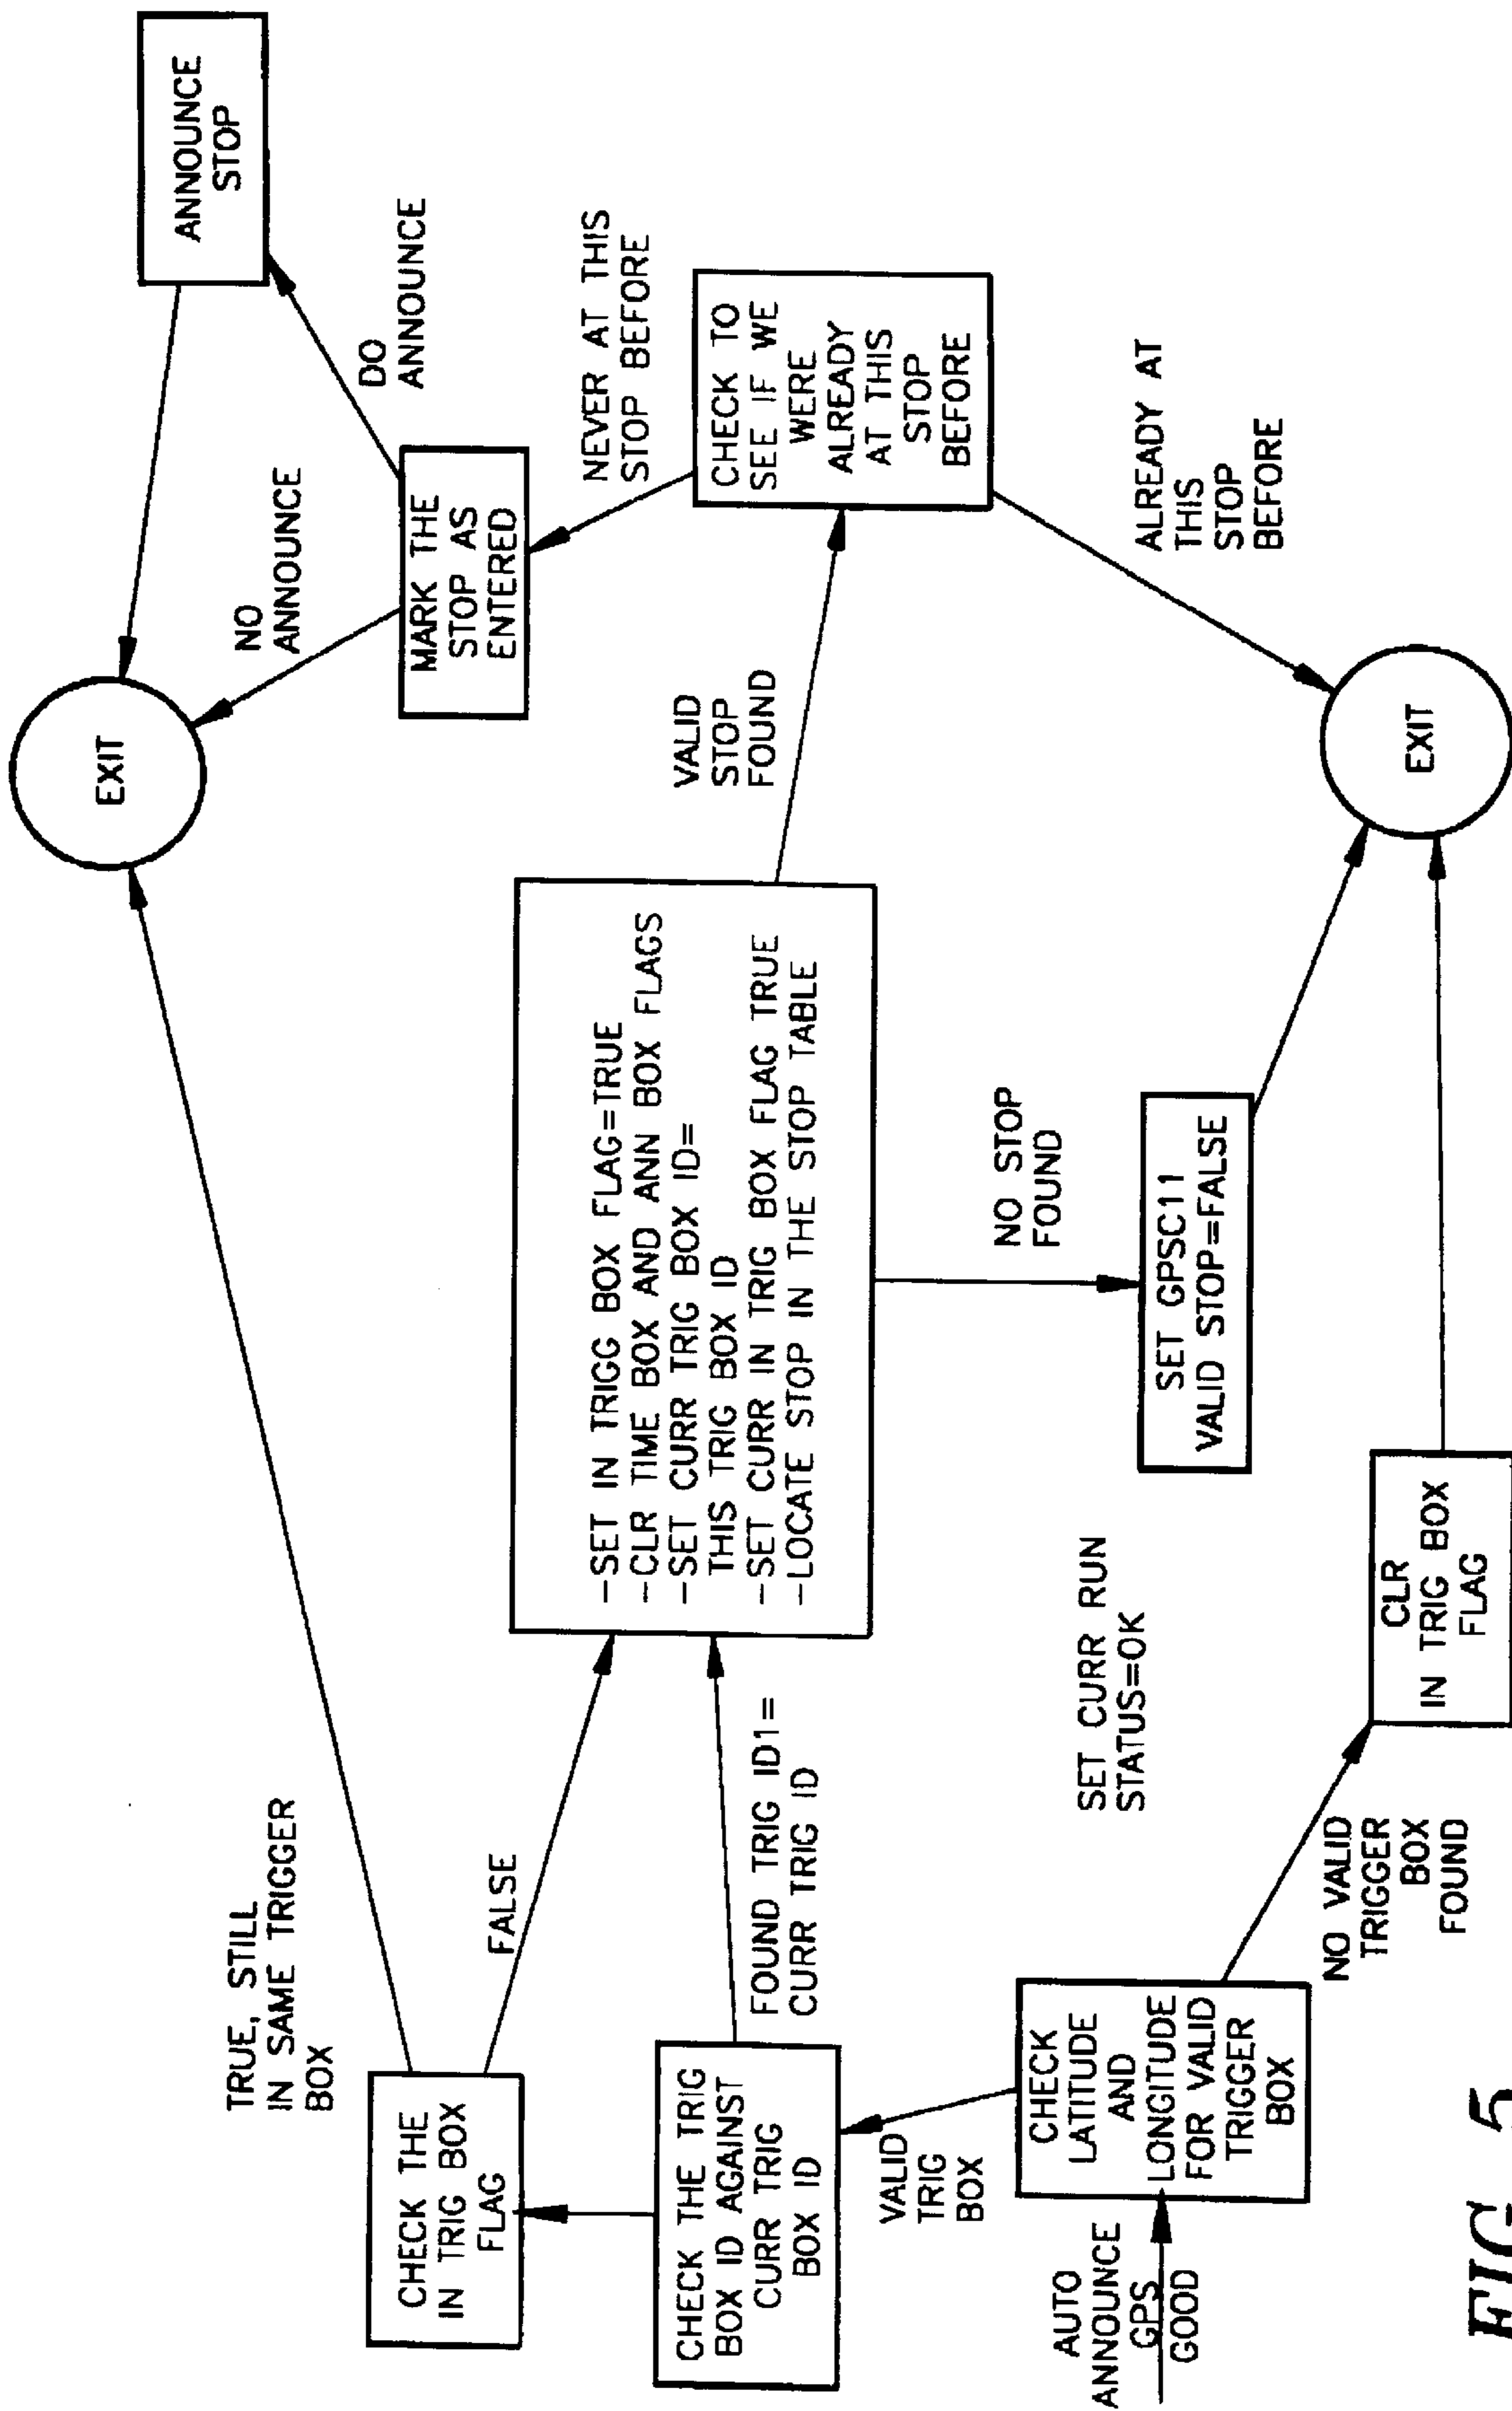 TRUE, STILL
IN SAME TRIGGER
BOX
CHECK THE
IN TRIG BOX
FLAG
FALSE
EXIT
NO
ANNOUNCE
DO
ANNOUNCE
ANNOUNCE
STOP
MARK THE
STOP AS
ENTERED
NEVER AT THIS
STOP BEFORE
-SET IN TRIGG BOX FLAG=TRUE
-CLR TIME BOX AND ANN BOX FLAGS
-SET CURR TRIG BOX ID=
THIS TRIG BOX ID
-SET CURR IN TRIG BOX FLAG TRUE
-LOCATE STOP IN THE STOP TABLE
VALID
STOP
FOUND
CHECK TO
SEE IF WE
WERE
ALREADY
AT THIS
STOP
BEFORE
CHECK THE TRIG
BOX ID AGAINST
CURR TRIG
BOX ID
FOUND TRIG ID1=
CURR TRIG ID
VALID
TRIG
BOX
NO STOP
FOUND
ALREADY AT
THIS
STOP
BEFORE
AUTO
ANNOUNCE
GPS
GOOD
CHECK
LATITUDE
AND
LONGITUDE
FOR VALID
TRIGGER
BOX
SET CURR RUN
STATUS=OK
SET GPSC11
VALID STOP=FALSE
NO VALID
TRIGGER
BOX
FOUND
CLR
IN TRIG BOX
FLAG
EXIT
FIG. 5